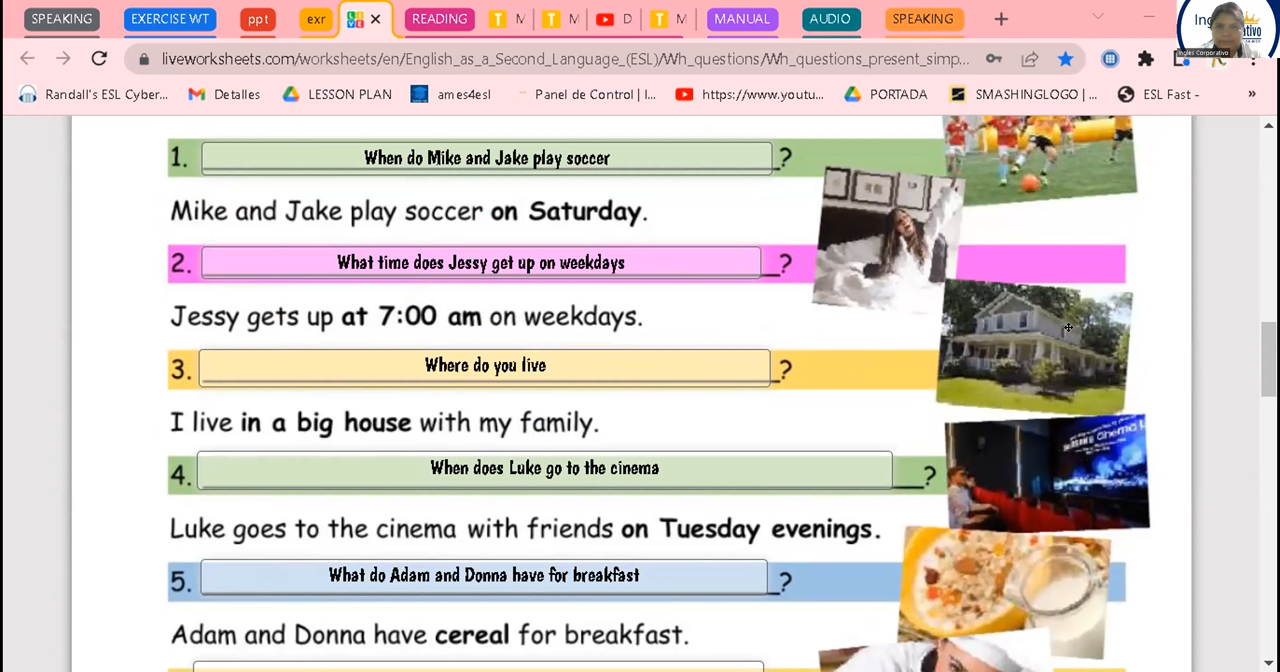 SPEAKING EXERCISE WT ppt exr READING M M D M MANUAL AUDIO SPEAKING
liveworksheets.com/worksheets/en/English_as_a_Second_Language_(ESL)/Wh_questions/Wh_questions_present_simp...
Randall's ESL Cyber... Detalles LESSON PLAN ames4esl Panel de Control | I... https://www.youtu... PORTADA SMASHINGLOGO | ... ESL Fast - »
1. When do Mike and Jake play soccer ?
Mike and Jake play soccer on Saturday.
2. What time does Jessy get up on weekdays ?
Jessy gets up at 7:00 am on weekdays.
3. Where do you live ?
I live in a big house with my family.
4. When does Luke go to the cinema ?
Luke goes to the cinema with friends on Tuesday evenings.
5. What do Adam and Donna have for breakfast ?
Adam and Donna have cereal for breakfast.